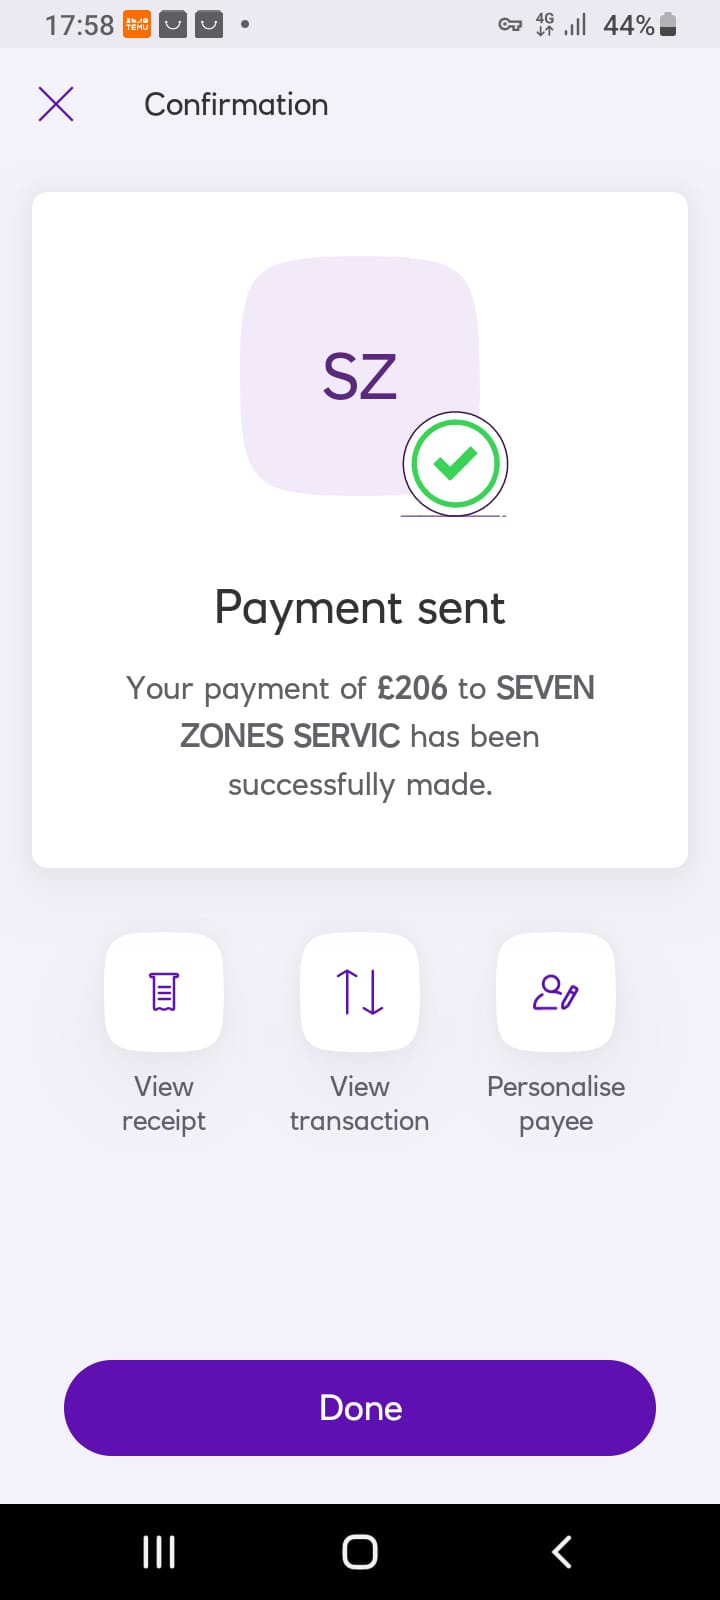 17:58 TEMU 4G 44%
Confirmation
SZ
Payment sent
Your payment of £206 to SEVEN
ZONES SERVIC has been
successfully made.
View receipt
View transaction
Personalise payee
Done